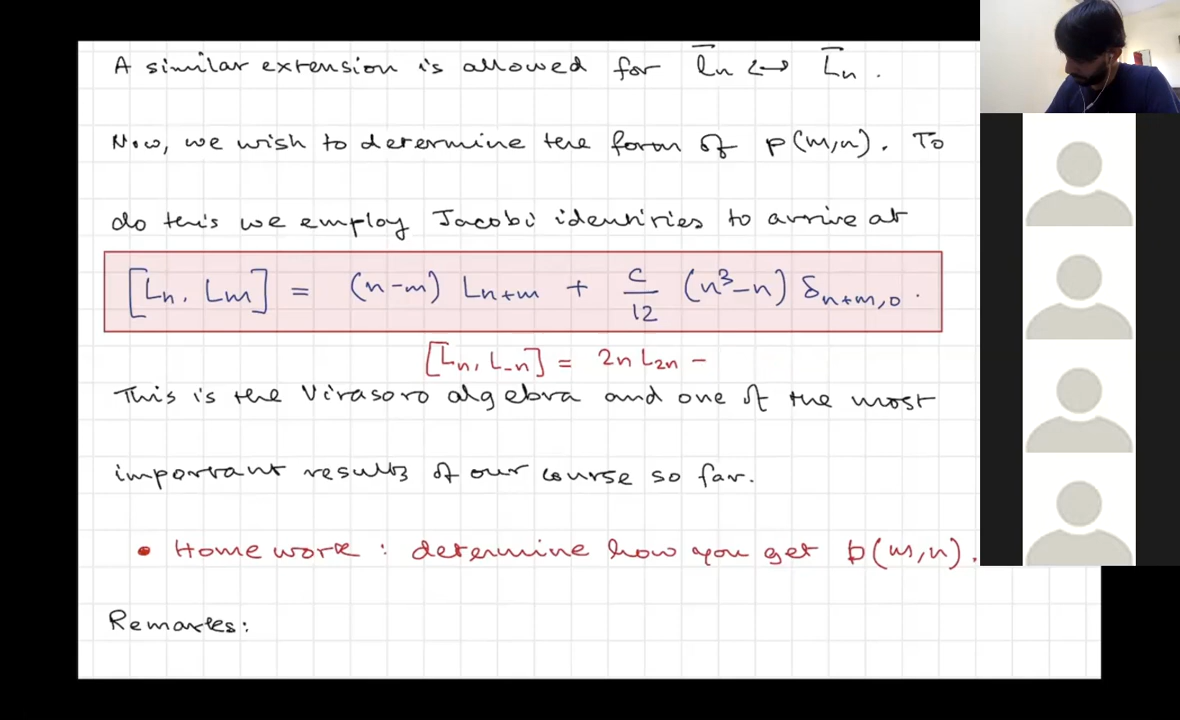 A similar extension is allowed for l̅n ↔ L̅n .
Now, we wish to determine the form of p(m,n). To
do this we employ Jacobi identities to arrive at
[Ln, Lm] = (n-m) Ln+m + c/12 (n³-n) δn+m,0 .
[Ln, L-n] = 2n L2n -
This is the Virasoro algebra and one of the most
important results of our course so far.
• Homework : determine how you get p(m,n).
Remarks: